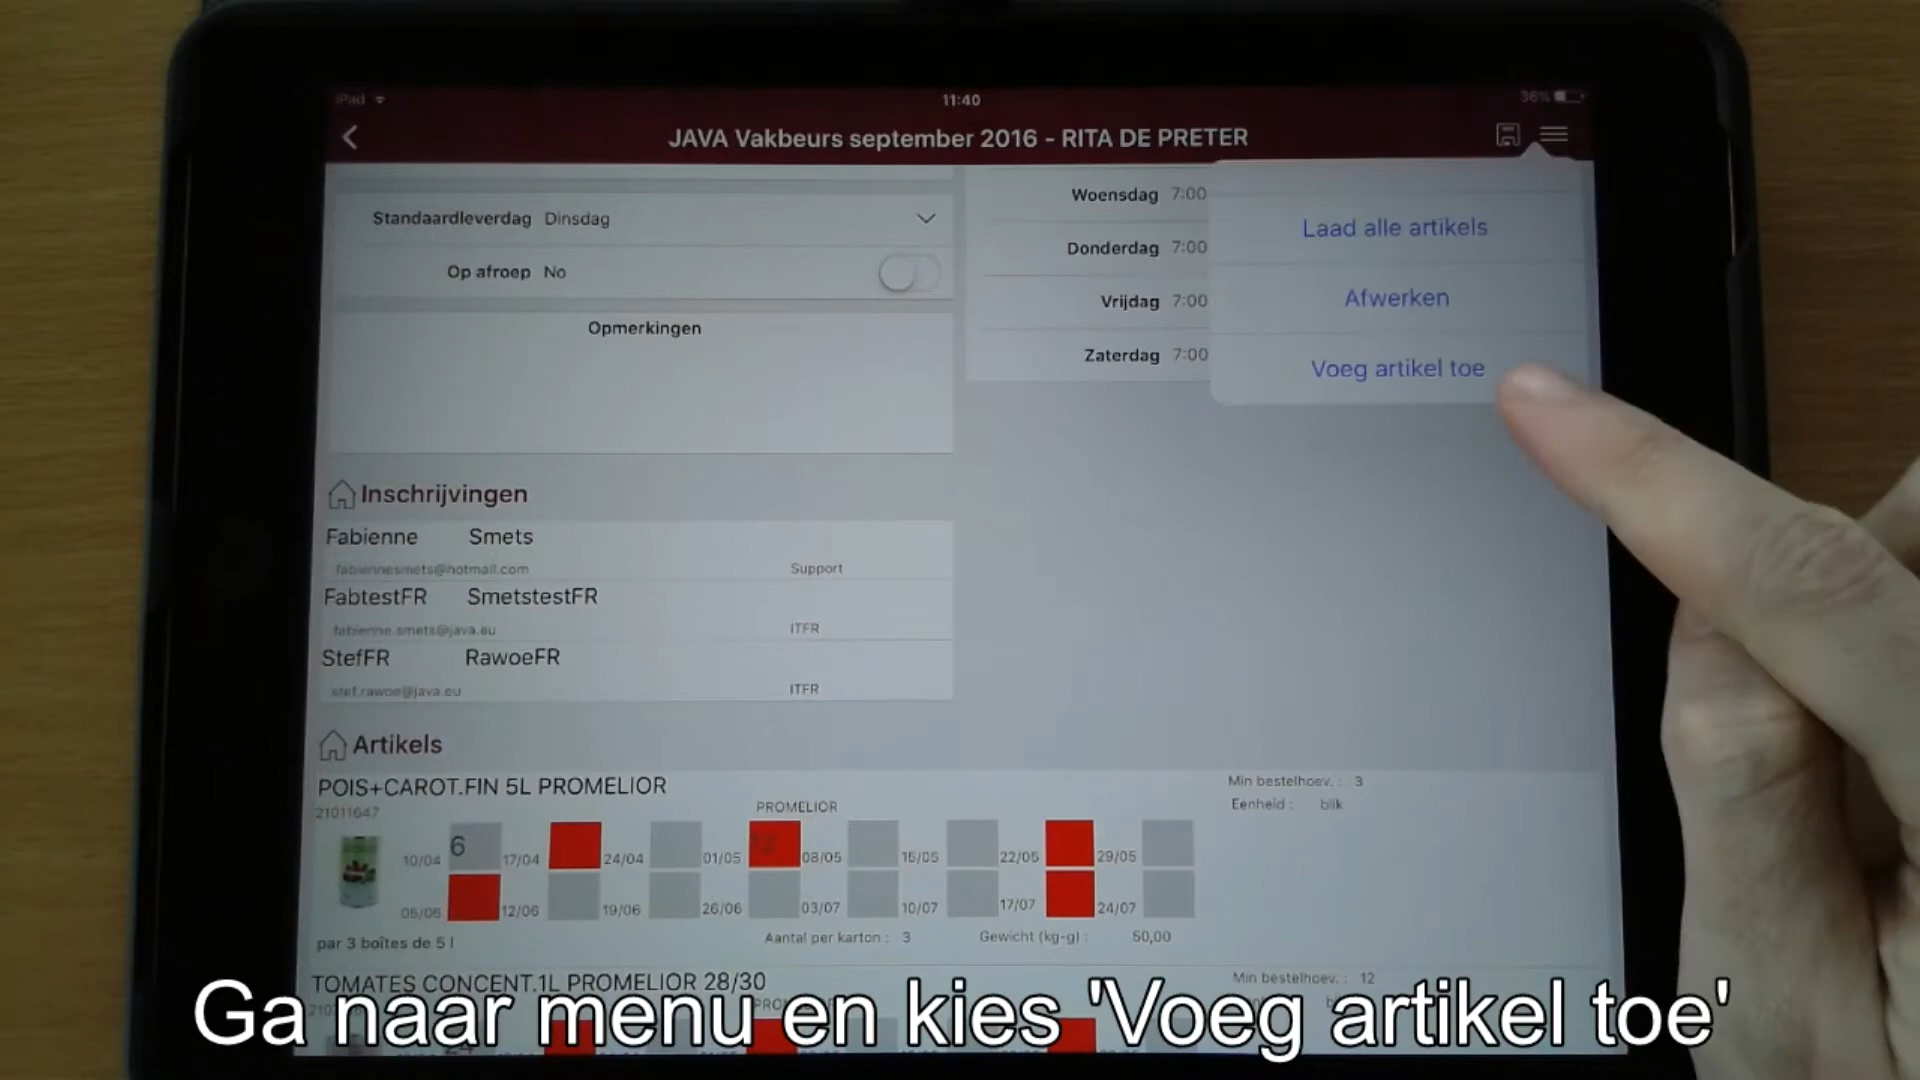 iPad
11:40
36%
JAVA Vakbeurs september 2016 - RITA DE PRETER
Standaardleverdag Dinsdag
Op afroep No
Opmerkingen
Woensdag 7:00
Donderdag 7:00
Vrijdag 7:00
Zaterdag 7:00
Laad alle artikels
Afwerken
Voeg artikel toe
Inschrijvingen
Fabienne Smets
fabiennesmets@hotmail.com Support
FabtestFR SmetstestFR
fabienne.smets@java.eu ITFR
StefFR RawoeFR
stef.rawoe@java.eu ITFR
Artikels
POIS+CAROT.FIN 5L PROMELIOR
21011647
PROMELIOR
Min bestelhoev. : 3
Eenheid : blik
10/04 6 17/04 24/04 01/05 12 08/05 15/05 22/05 29/05
05/06 12/06 19/06 26/06 03/07 10/07 17/07 24/07
par 3 boîtes de 5 l
Aantal per karton : 3
Gewicht (kg-g) : 50,00
TOMATES CONCENT.1L PROMELIOR 28/30
Min bestelhoev. : 12
Ga naar menu en kies 'Voeg artikel toe'